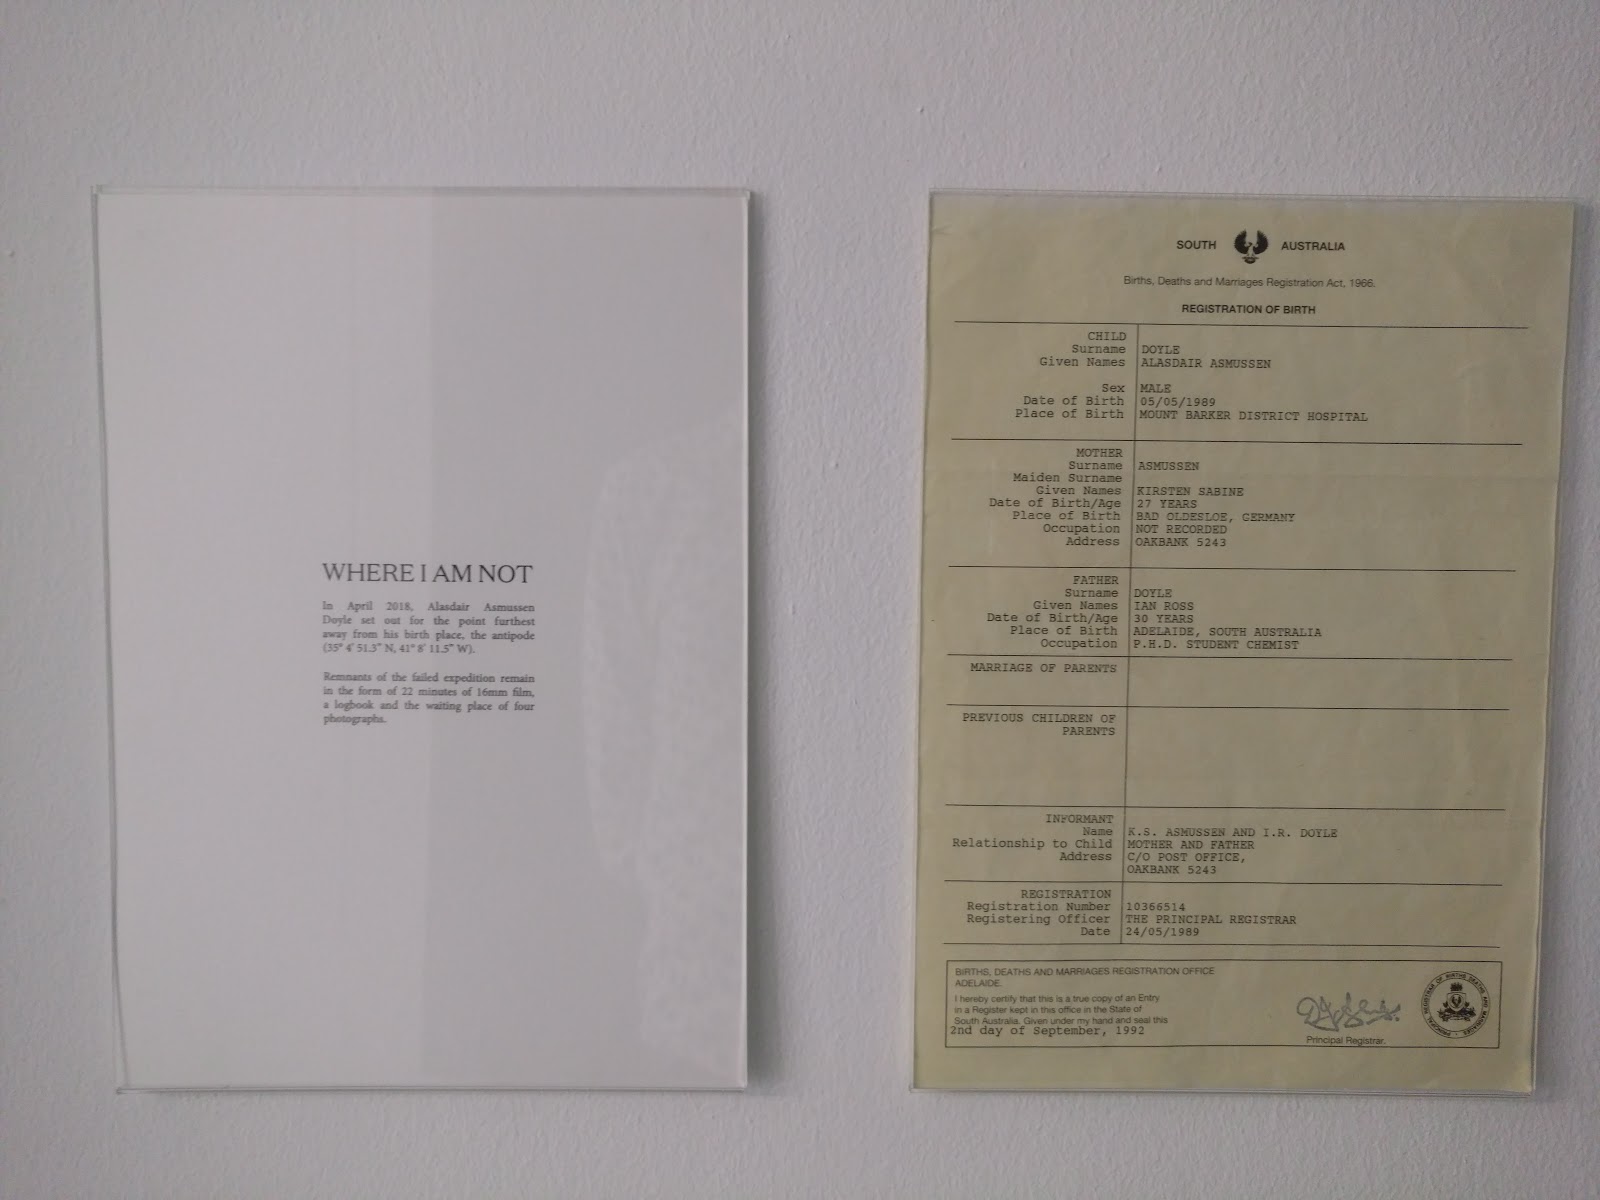 WHERE I AM NOT
In April 2018, Alasdair Asmussen
Doyle set out for the point furthest
away from his birth place, the antipode
(35° 4' 51.3" N, 41° 8' 11.5" W).
Remnants of the failed expedition remain
in the form of 22 minutes of 16mm film,
a logbook and the waiting place of four
photographs.
SOUTH AUSTRALIA
Births, Deaths and Marriages Registration Act, 1966.
REGISTRATION OF BIRTH
CHILD
Surname DOYLE
Given Names ALASDAIR ASMUSSEN
Sex MALE
Date of Birth 05/05/1989
Place of Birth MOUNT BARKER DISTRICT HOSPITAL
MOTHER
Surname ASMUSSEN
Maiden Surname
Given Names KIRSTEN SABINE
Date of Birth/Age 27 YEARS
Place of Birth BAD OLDESLOE, GERMANY
Occupation NOT RECORDED
Address OAKBANK 5243
FATHER
Surname DOYLE
Given Names IAN ROSS
Date of Birth/Age 30 YEARS
Place of Birth ADELAIDE, SOUTH AUSTRALIA
Occupation P.H.D. STUDENT CHEMIST
MARRIAGE OF PARENTS
PREVIOUS CHILDREN OF
PARENTS
INFORMANT
Name K.S. ASMUSSEN AND I.R. DOYLE
Relationship to Child MOTHER AND FATHER
Address C/O POST OFFICE,
OAKBANK 5243
REGISTRATION
Registration Number 10366514
Registering Officer THE PRINCIPAL REGISTRAR
Date 24/05/1989
BIRTHS, DEATHS AND MARRIAGES REGISTRATION OFFICE
ADELAIDE.
I hereby certify that this is a true copy of an Entry
in a Register kept in this office in the State of
South Australia. Given under my hand and seal this
2nd day of September, 1992
Principal Registrar.
PRINCIPAL REGISTRAR OF BIRTHS DEATHS AND MARRIAGES